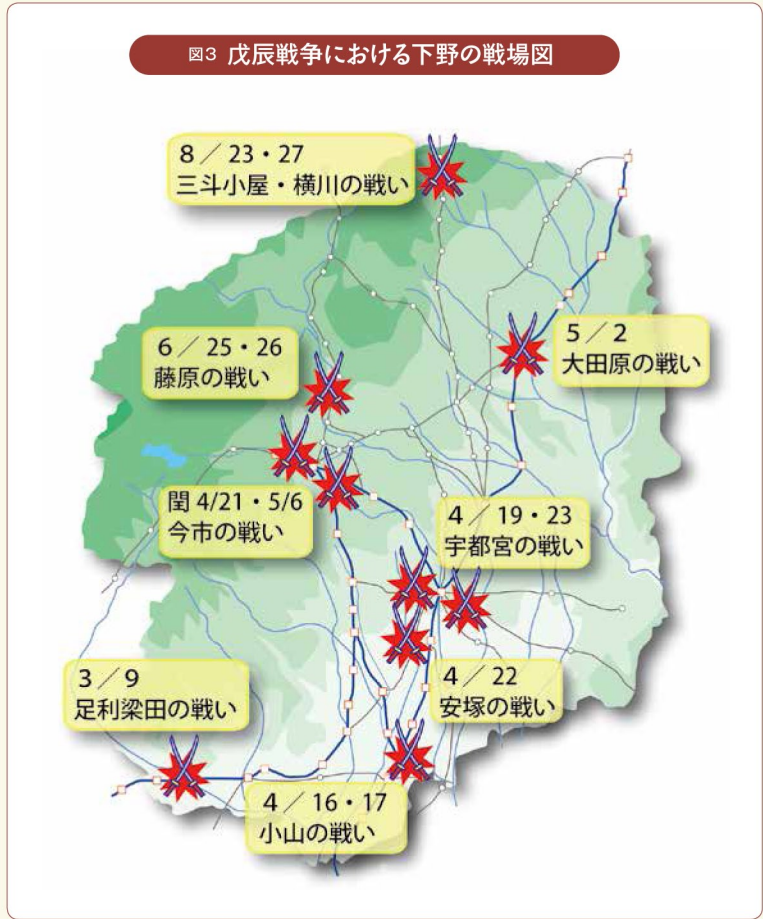 図3 戊辰戦争における下野の戦場図
8／23・27
三斗小屋・横川の戦い
5／2
大田原の戦い
6／25・26
藤原の戦い
閏 4/21・5/6
今市の戦い
4／19・23
宇都宮の戦い
3／9
足利梁田の戦い
4／22
安塚の戦い
4／16・17
小山の戦い